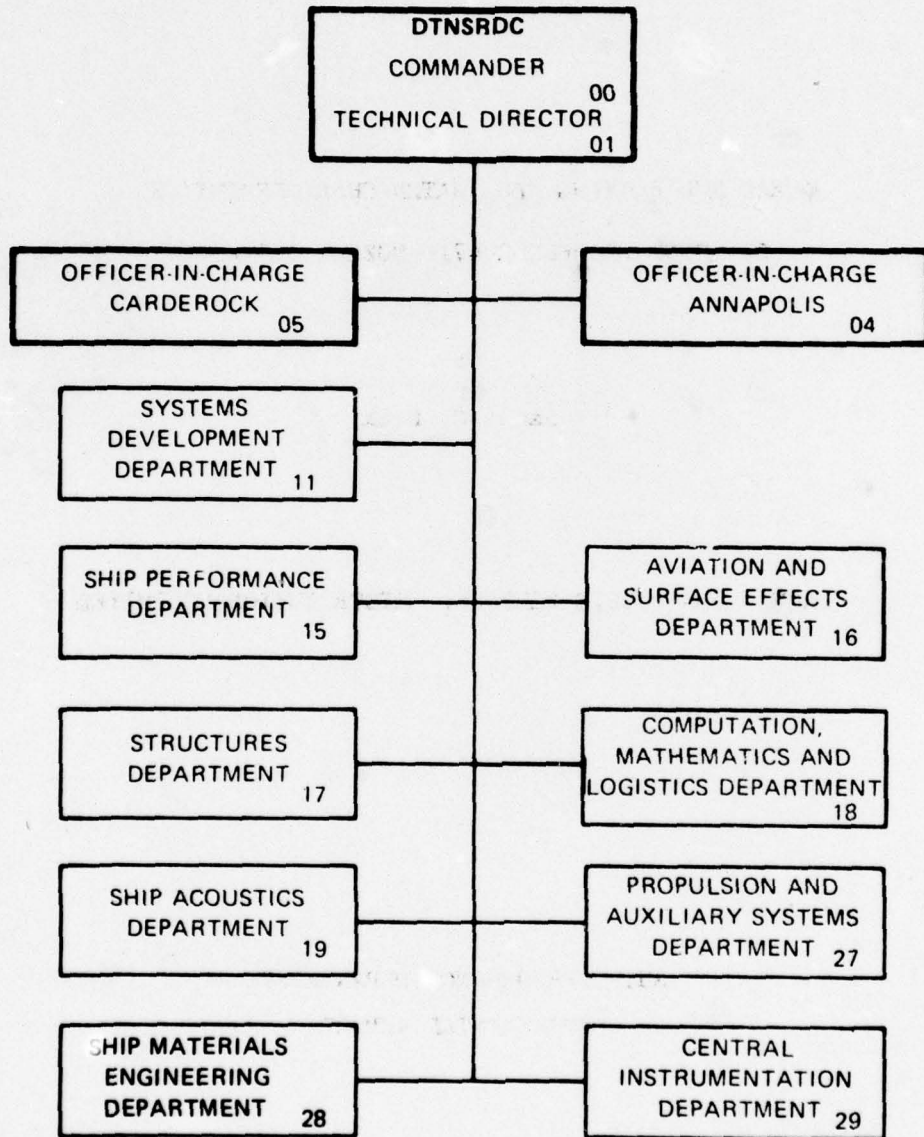 DTNSRDC
COMMANDER
00
TECHNICAL DIRECTOR
01
OFFICER-IN-CHARGE
CARDEROCK
05
OFFICER-IN-CHARGE
ANNAPOLIS
04
SYSTEMS
DEVELOPMENT
DEPARTMENT
11
SHIP PERFORMANCE
DEPARTMENT
15
AVIATION AND
SURFACE EFFECTS
DEPARTMENT
16
STRUCTURES
DEPARTMENT
17
COMPUTATION,
MATHEMATICS AND
LOGISTICS DEPARTMENT
18
SHIP ACOUSTICS
DEPARTMENT
19
PROPULSION AND
AUXILIARY SYSTEMS
DEPARTMENT
27
SHIP MATERIALS
ENGINEERING
DEPARTMENT
28
CENTRAL
INSTRUMENTATION
DEPARTMENT
29